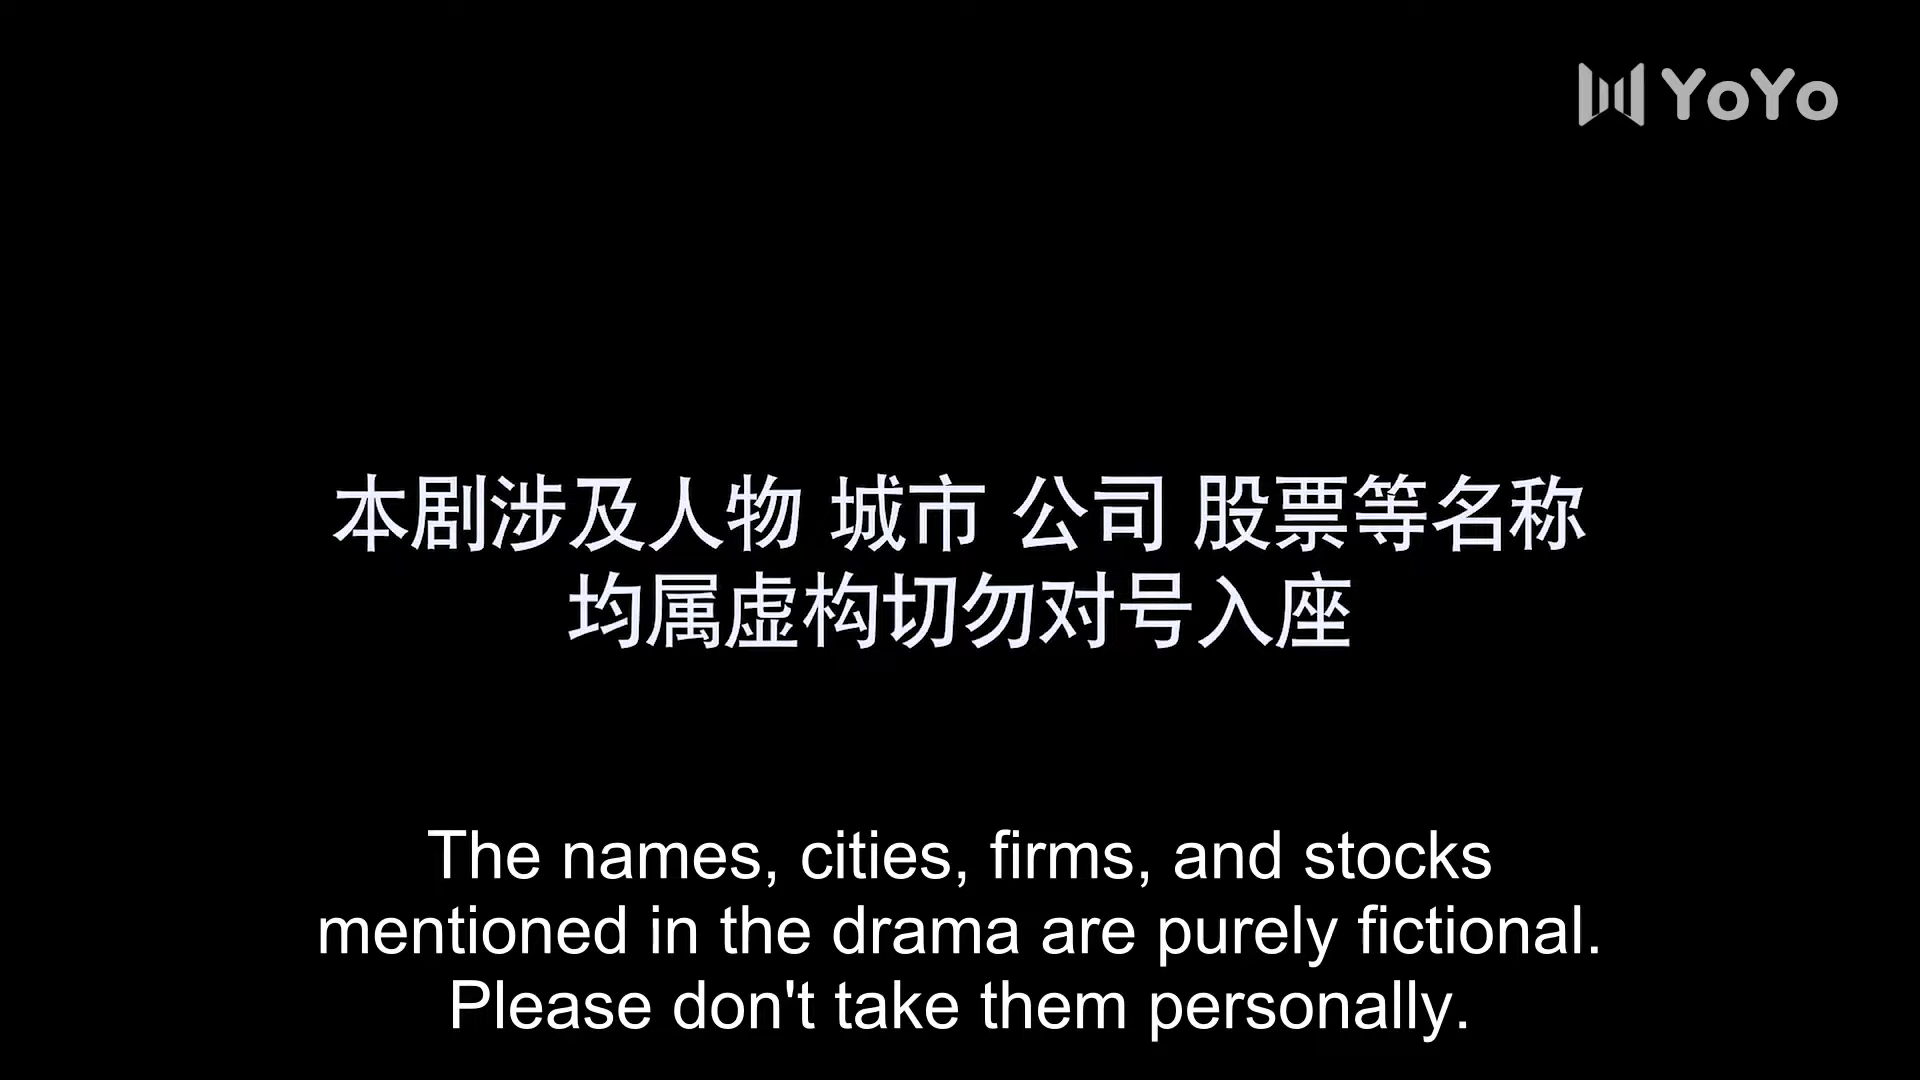 YoYo
本剧涉及人物 城市 公司 股票等名称
均属虚构切勿对号入座
The names, cities, firms, and stocks
mentioned in the drama are purely fictional.
Please don't take them personally.